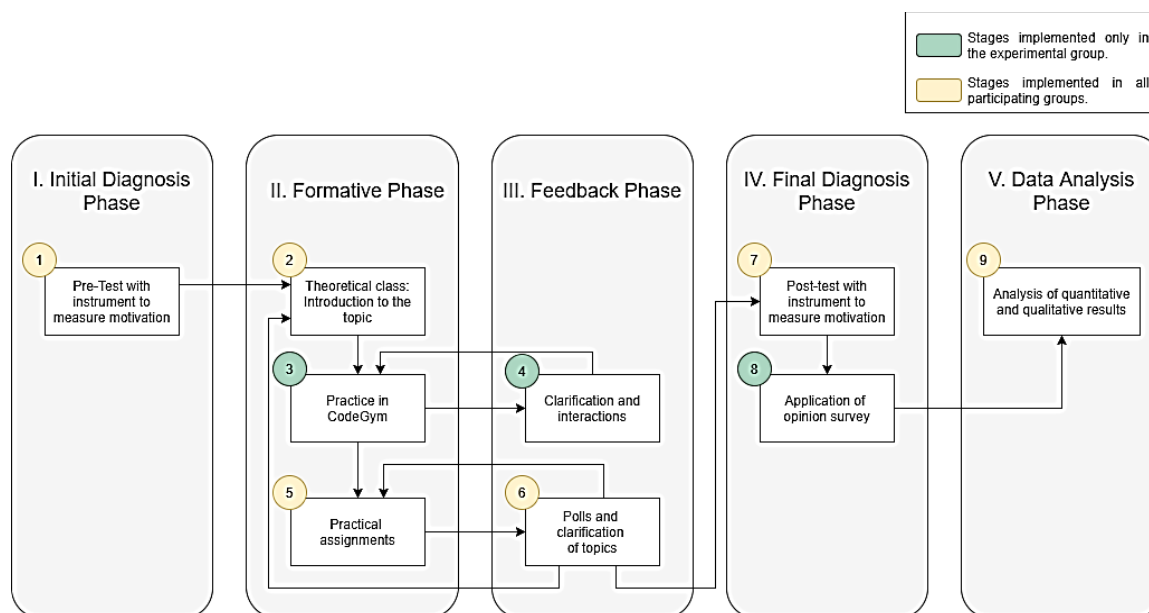 Stages implemented only in
the experimental group.
Stages implemented in all
participating groups.
I. Initial Diagnosis
Phase
1
Pre-Test with
instrument to
measure motivation
II. Formative Phase
2
Theoretical class:
Introduction to the
topic
3
Practice in
CodeGym
5
Practical
assignments
III. Feedback Phase
4
Clarification and
interactions
6
Polls and
clarification
of topics
IV. Final Diagnosis
Phase
7
Post-test with
instrument to
measure motivation
8
Application of
opinion survey
V. Data Analysis
Phase
9
Analysis of quantitative
and qualitative results